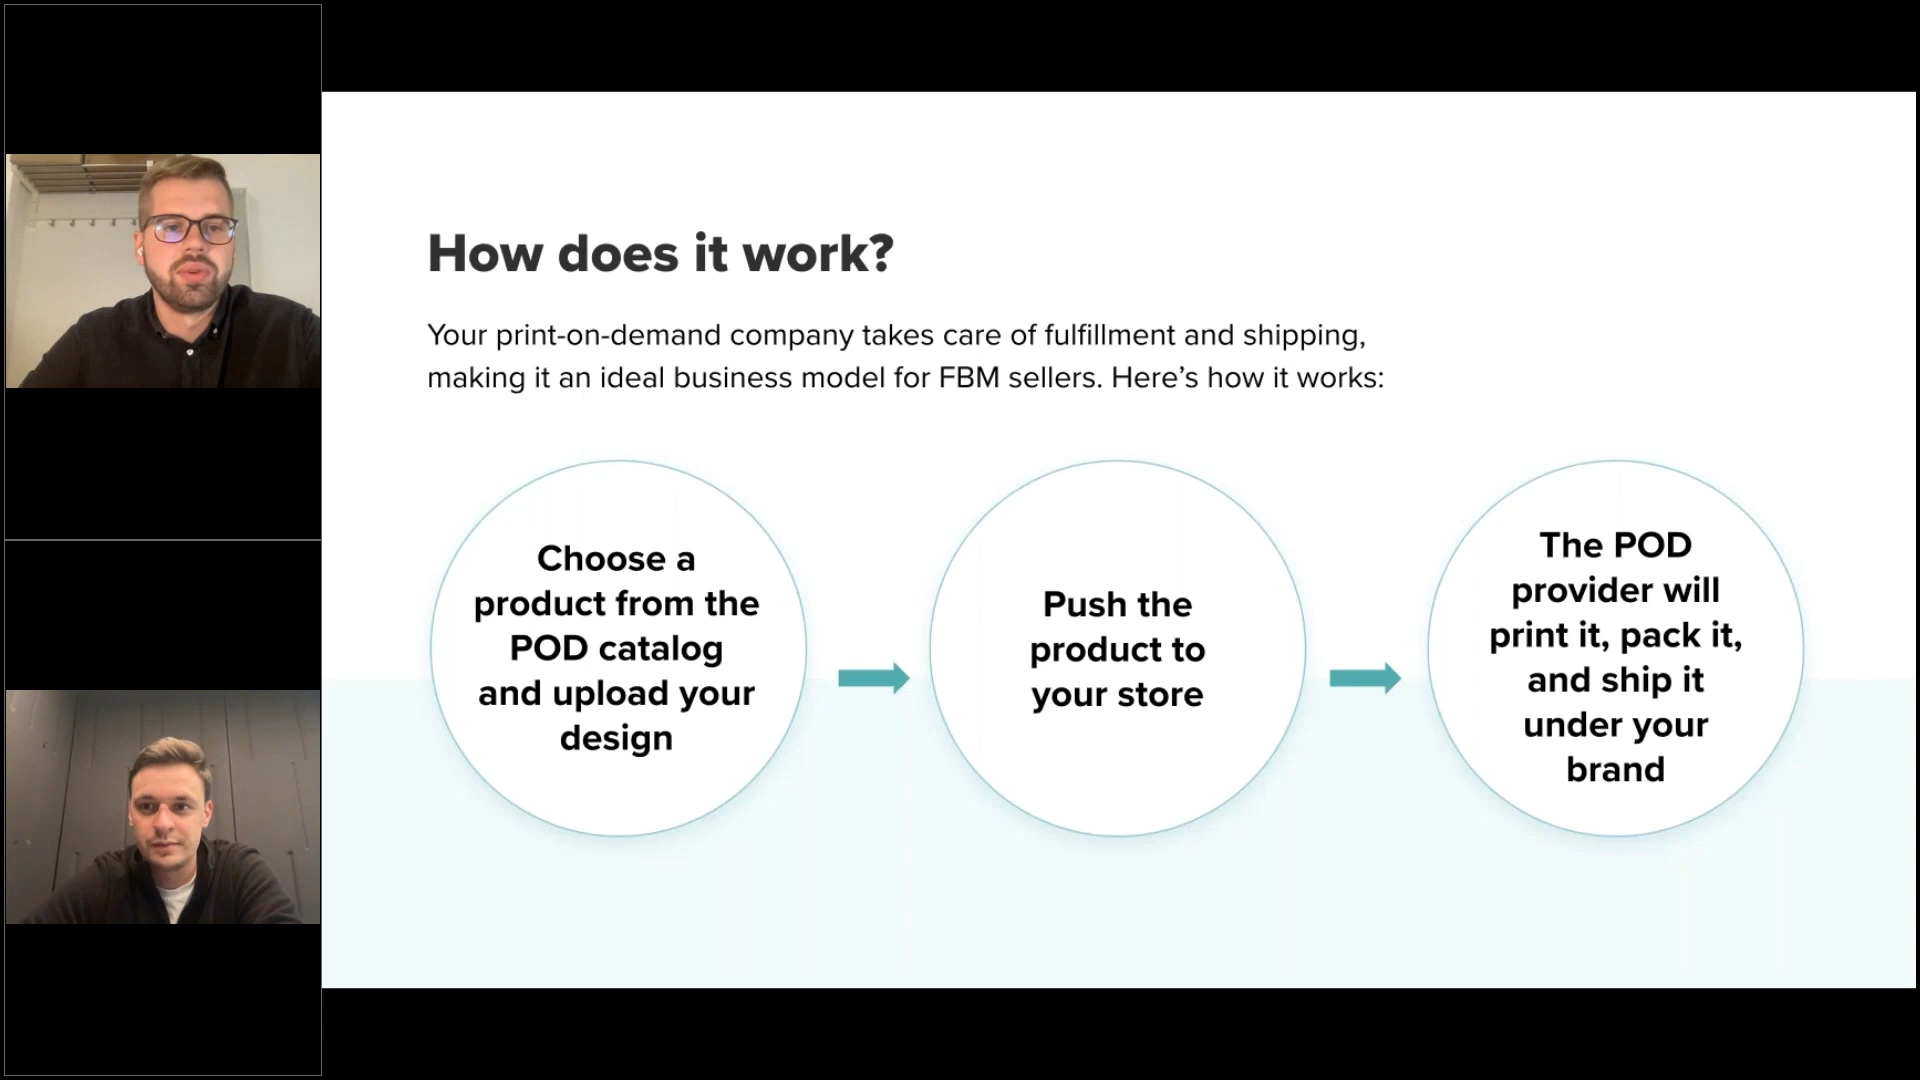 How does it work?
Your print-on-demand company takes care of fulfillment and shipping,
making it an ideal business model for FBM sellers. Here’s how it works:
Choose a
product from the
POD catalog
and upload your
design
Push the
product to
your store
The POD
provider will
print it, pack it,
and ship it
under your
brand